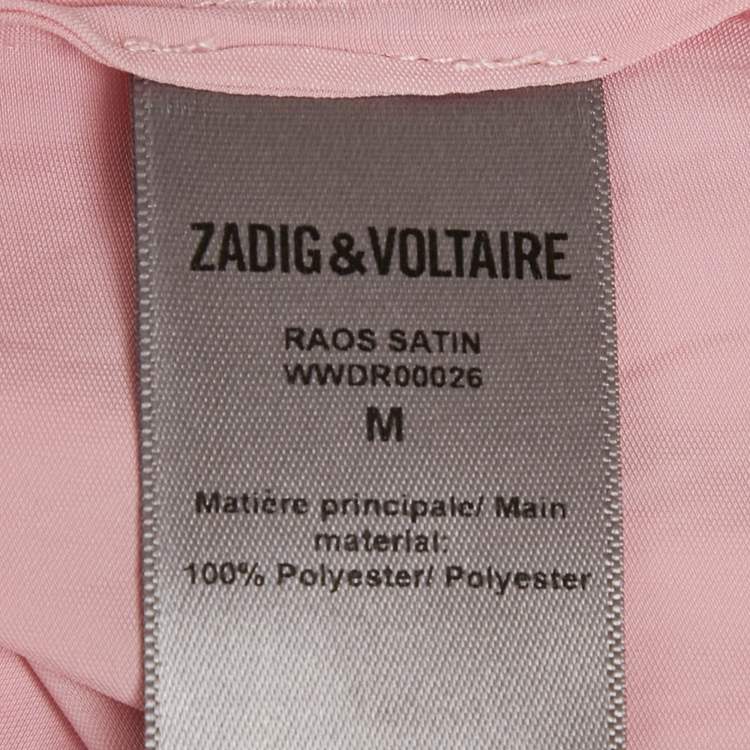 ZADIG&VOLTAIRE
RAOS SATIN
WWDR00026
M
Matière principale/ Main
material:
100% Polyester/ Polyester